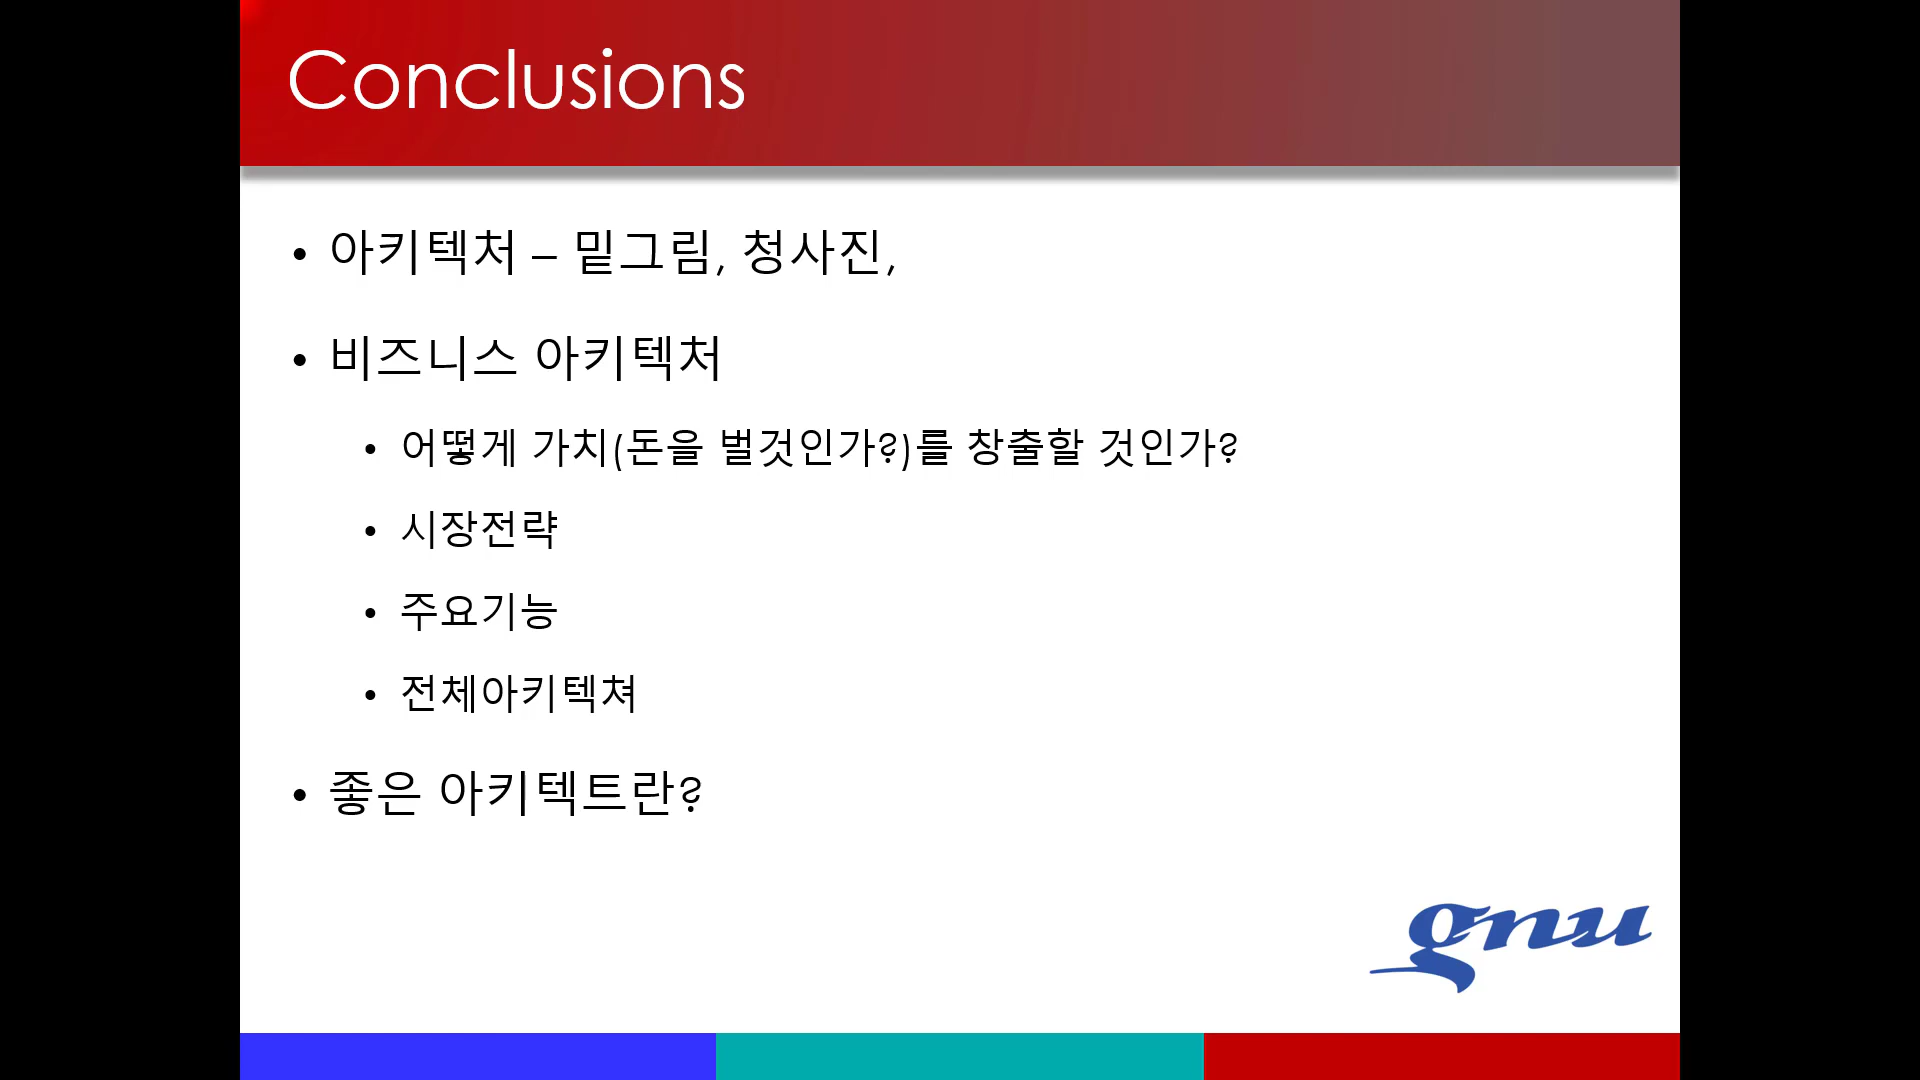 Conclusions
• 아키텍처 – 밑그림, 청사진,
• 비즈니스 아키텍처
• 어떻게 가치(돈을 벌것인가?)를 창출할 것인가?
• 시장전략
• 주요기능
• 전체아키텍쳐
• 좋은 아키텍트란?
gnu